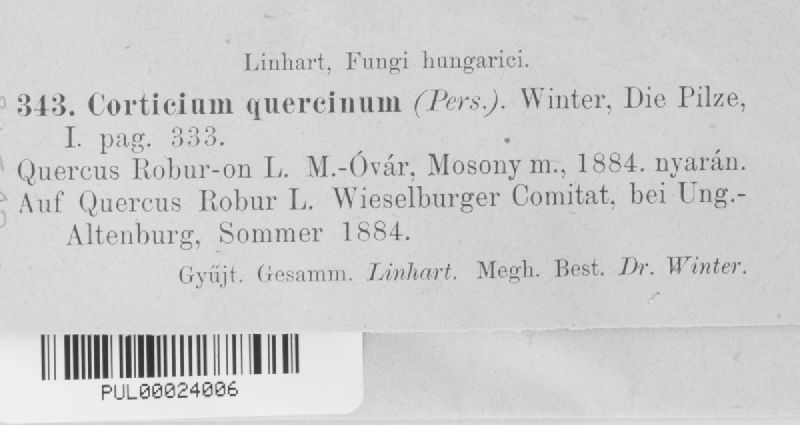 Linhart, Fungi hungarici.
343. Corticium quercinum (Pers.). Winter, Die Pilze,
I. pag. 333.
Quercus Robur-on L. M.-Óvár, Mosony m., 1884. nyarán.
Auf Quercus Robur L. Wieselburger Comitat, bei Ung.-
Altenburg, Sommer 1884.
Gyűjt. Gesamm. Linhart. Megh. Best. Dr. Winter.
PUL00024006